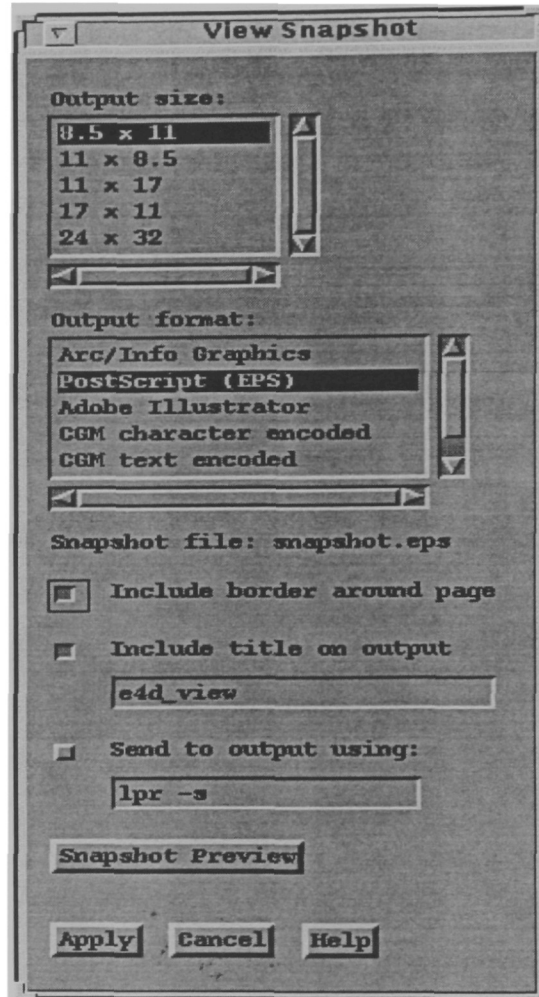 View Snapshot
Output size:
8.5 x 11
11 x 8.5
11 x 17
17 x 11
24 x 32
Output format:
Arc/Info Graphics
PostScript (EPS)
Adobe Illustrator
CGM character encoded
CGM text encoded
Snapshot file: snapshot.eps
Include border around page
Include title on output
e4d_view
Send to output using:
lpr -s
Snapshot Preview
Apply Cancel Help